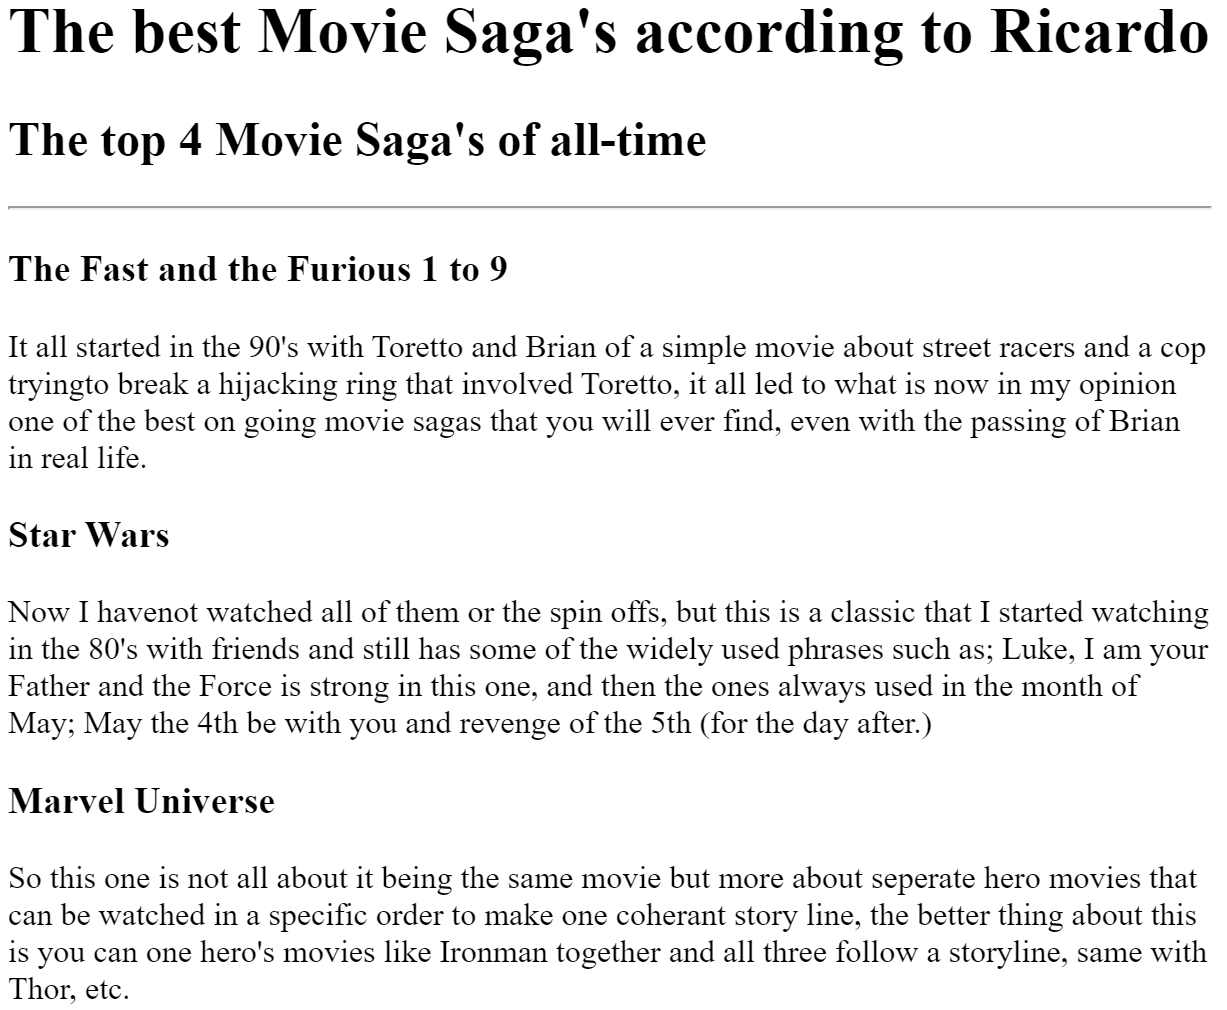 The best Movie Saga's according to Ricardo
The top 4 Movie Saga's of all-time
The Fast and the Furious 1 to 9
It all started in the 90's with Toretto and Brian of a simple movie about street racers and a cop
tryingto break a hijacking ring that involved Toretto, it all led to what is now in my opinion
one of the best on going movie sagas that you will ever find, even with the passing of Brian
in real life.
Star Wars
Now I havenot watched all of them or the spin offs, but this is a classic that I started watching
in the 80's with friends and still has some of the widely used phrases such as; Luke, I am your
Father and the Force is strong in this one, and then the ones always used in the month of
May; May the 4th be with you and revenge of the 5th (for the day after.)
Marvel Universe
So this one is not all about it being the same movie but more about seperate hero movies that
can be watched in a specific order to make one coherant story line, the better thing about this
is you can one hero's movies like Ironman together and all three follow a storyline, same with
Thor, etc.